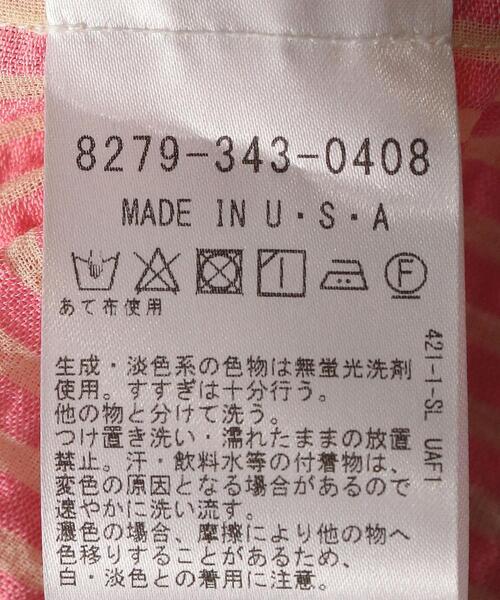 8279-343-0408
MADE IN U・S・A
F
あて布使用
生成・淡色系の色物は無蛍光洗剤
使用。すすぎは十分行う。
他の物と分けて洗う。
つけ置き洗い・濡れたままの放置
禁止。汗・飲料水等の付着物は、
変色の原因となる場合があるので
速やかに洗い流す。
濃色の場合、摩擦により他の物へ
色移りすることがあるため、
白・淡色との着用に注意。
421-1-SL UAF1